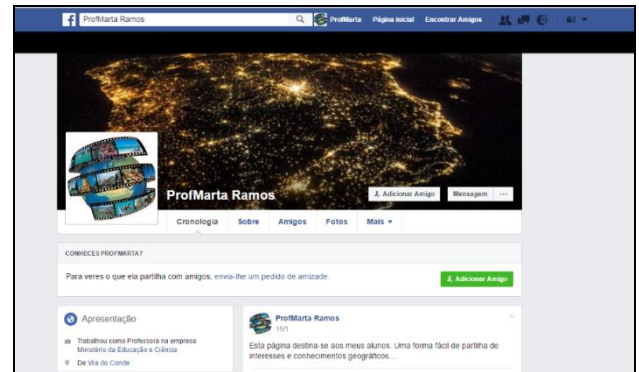 ProfMarta Ramos
ProfMarta Página inicial Encontrar Amigos
ProfMarta Ramos
Adicionar Amigo Mensagem ...
Cronologia Sobre Amigos Fotos Mais
CONHECES PROFMARTA?
Para veres o que ela partilha com amigos, envia-lhe um pedido de amizade.
Adicionar Amigo
Apresentação
Trabalhou como Professora na empresa
Ministério da Educação e Ciência
De Vila do Conde
ProfMarta Ramos
15/1
Esta página destina-se aos meus alunos. Uma forma fácil de partilha de
interesses e conhecimentos geográficos...